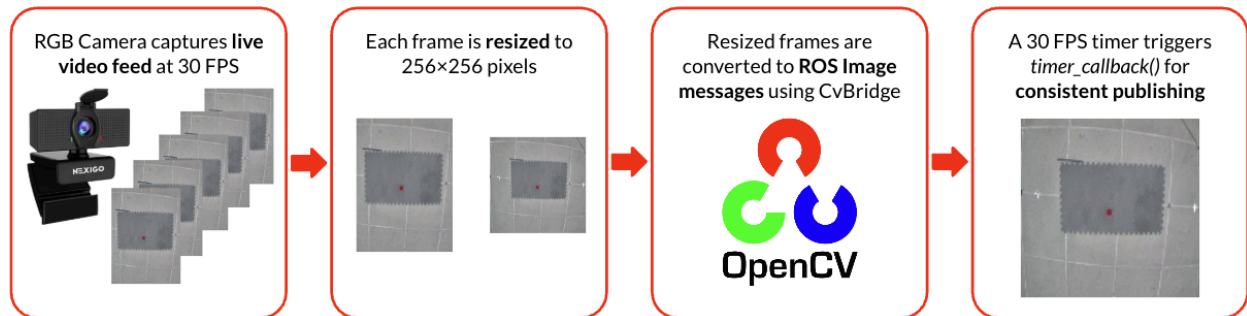 RGB Camera captures live
video feed at 30 FPS
NEXIGO
Each frame is resized to
256×256 pixels
Resized frames are
converted to ROS Image
messages using CvBridge
OpenCV
A 30 FPS timer triggers
timer_callback() for
consistent publishing